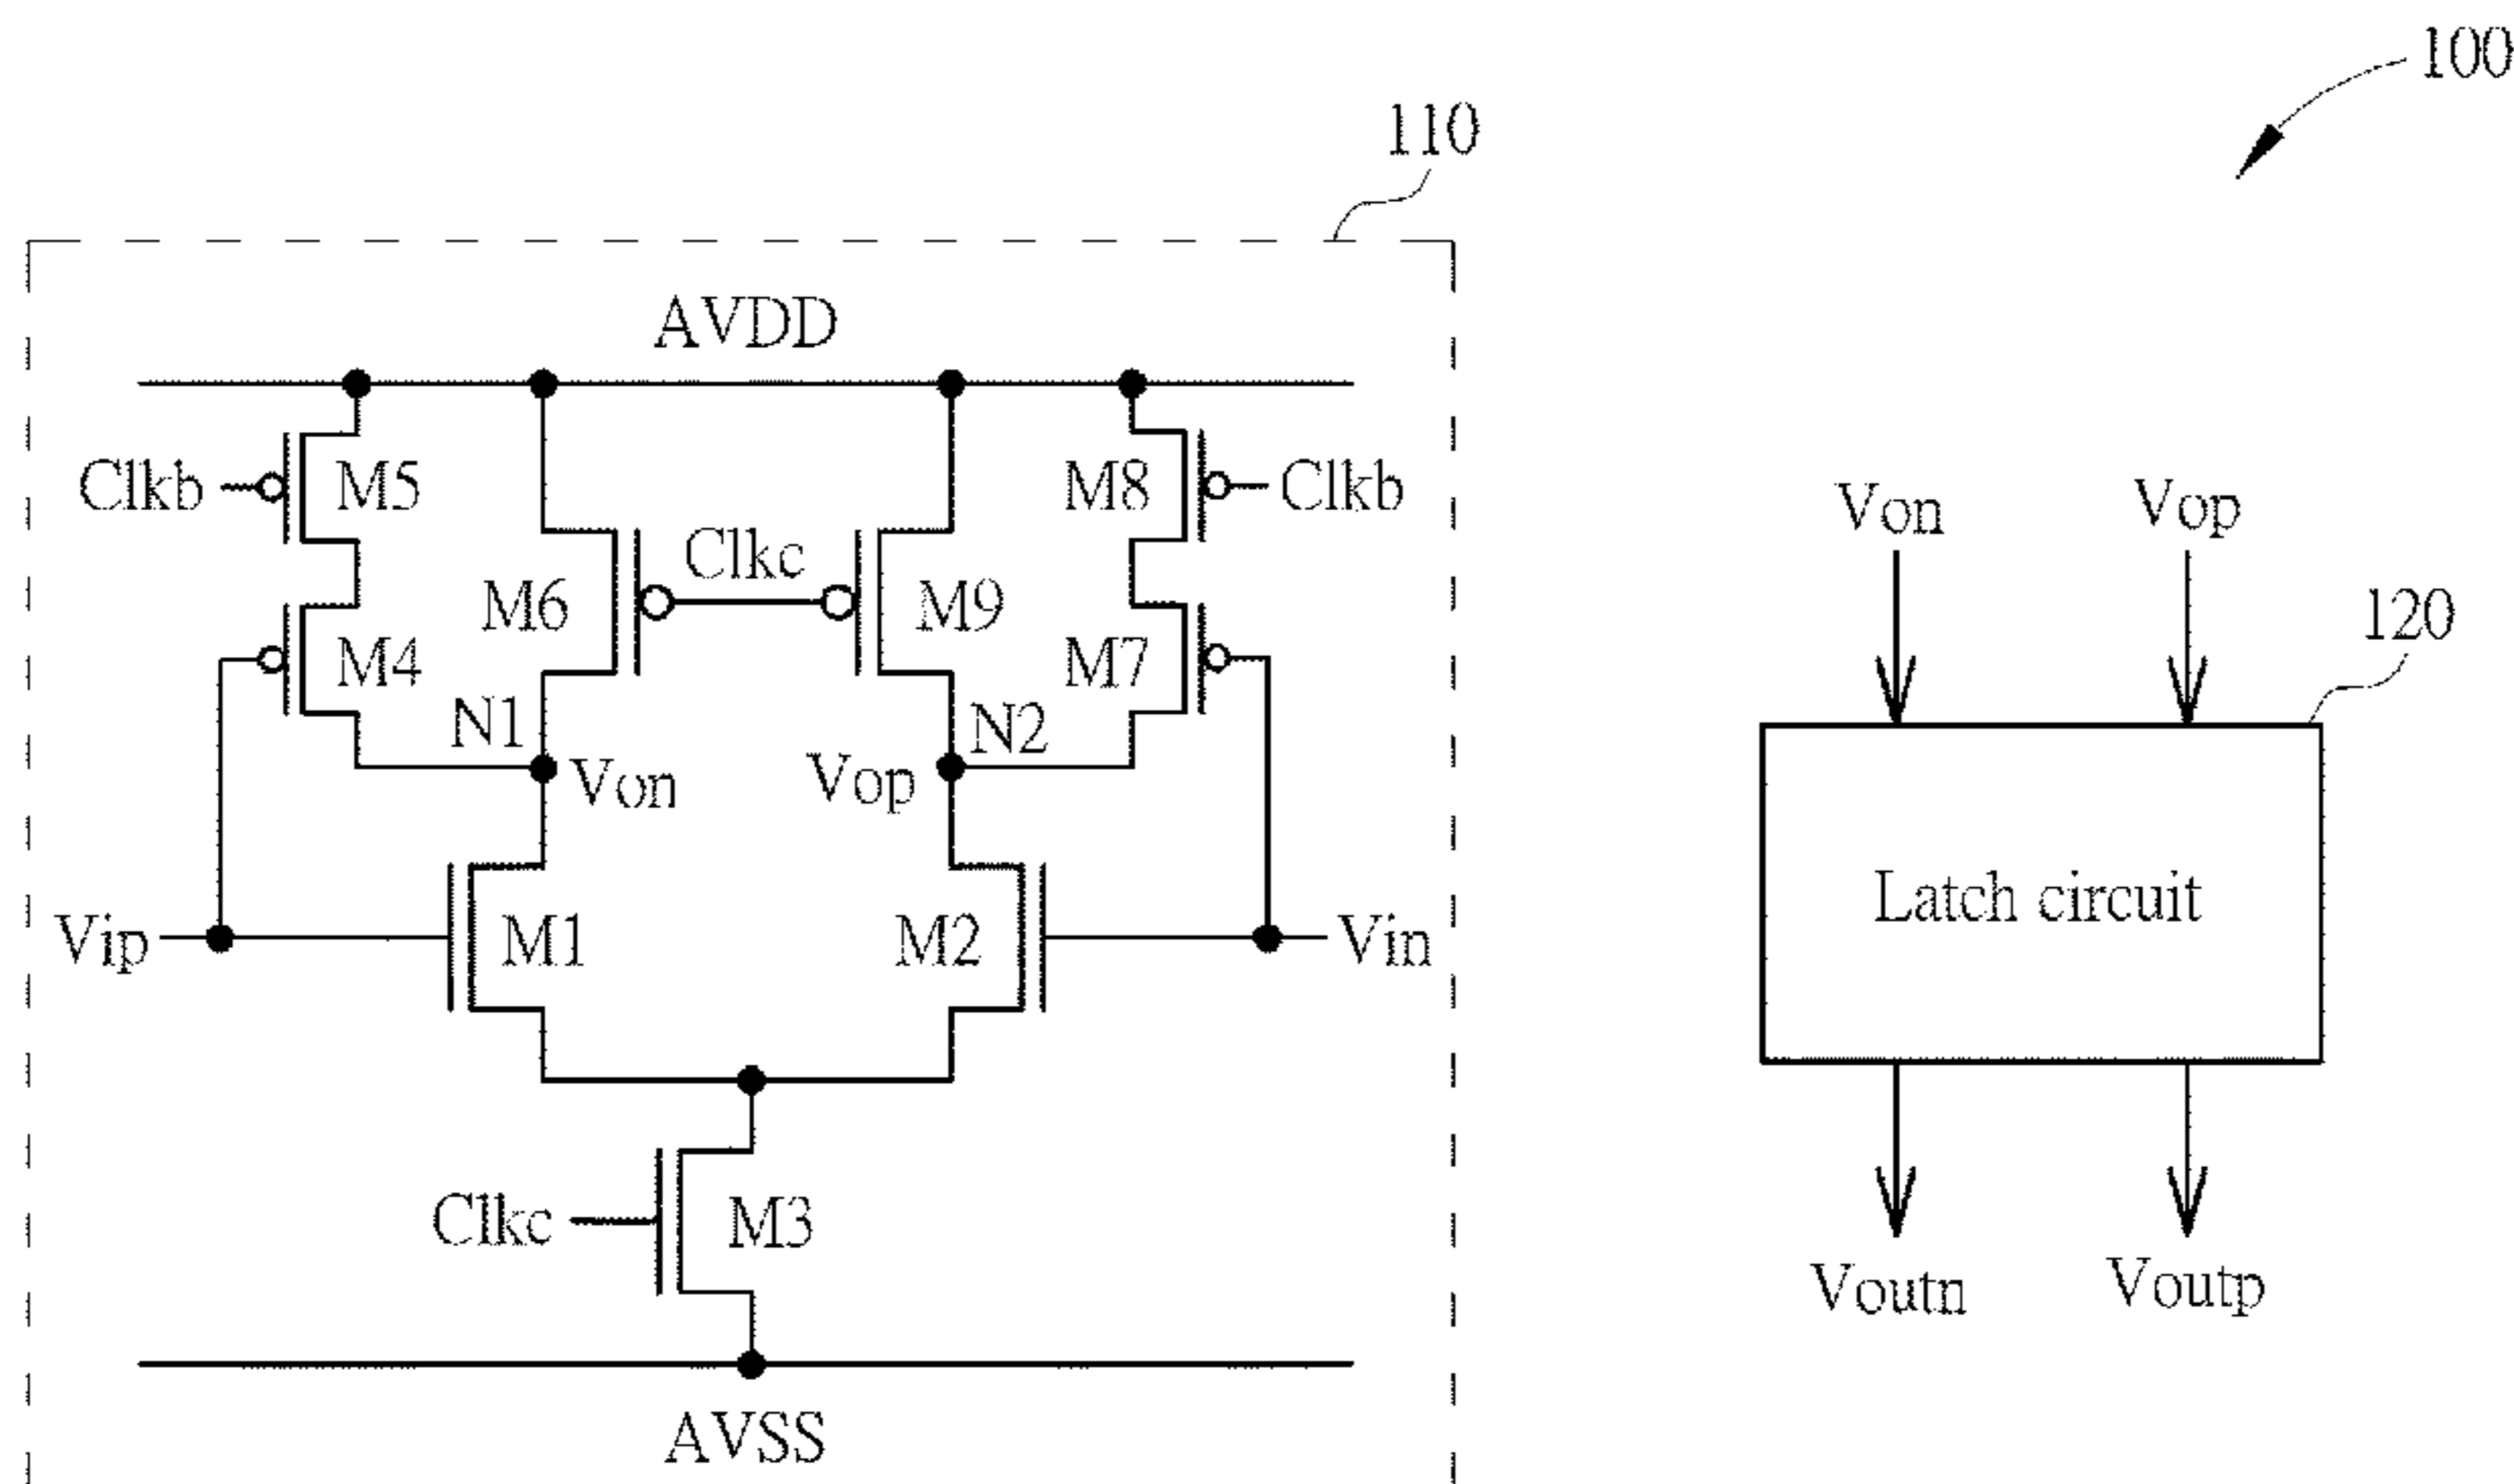 100
110
AVDD
Clkb
M5
M8
Clkb
Clkc
M6
M9
M4
M7
N1
N2
Von
Vop
Vip
M1
M2
Vin
Clkc
M3
AVSS
Von
Vop
120
Latch circuit
Voutn
Voutp